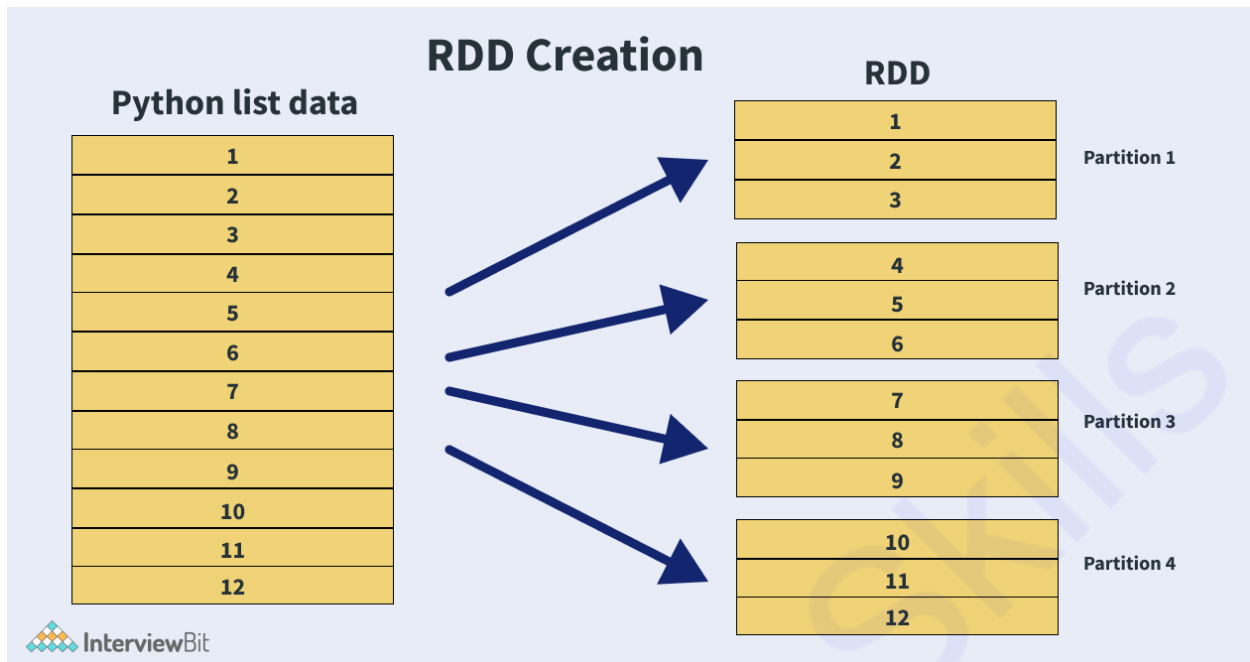 RDD Creation
Python list data
1
2
3
4
5
6
7
8
9
10
11
12
RDD
1
2
3
Partition 1
4
5
6
Partition 2
7
8
9
Partition 3
10
11
12
Partition 4
Skills
InterviewBit